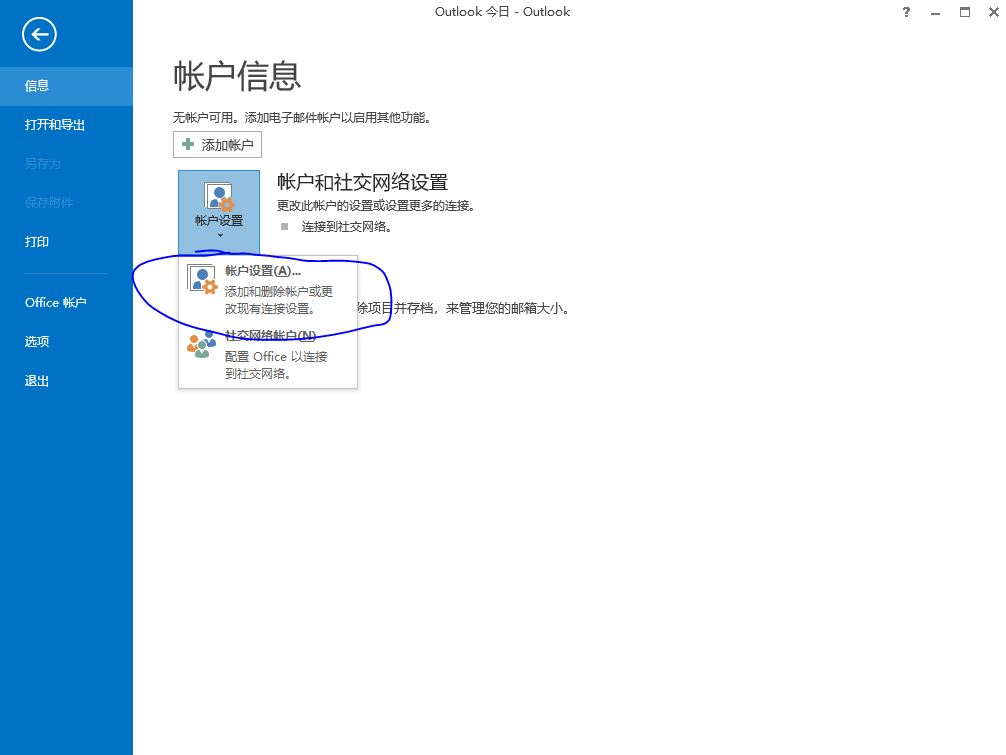 Outlook 今日 - Outlook
?
信息
打开和导出
另存为
保存附件
打印
Office 帐户
选项
退出
帐户信息
无帐户可用。添加电子邮件帐户以启用其他功能。
添加帐户
帐户设置
帐户和社交网络设置
更改此帐户的设置或设置更多的连接。
连接到社交网络。
帐户设置(A)...
添加和删除帐户或更
改现有连接设置。
除项目并存档，来管理您的邮箱大小。
社交网络帐户(N)
配置 Office 以连接
到社交网络。